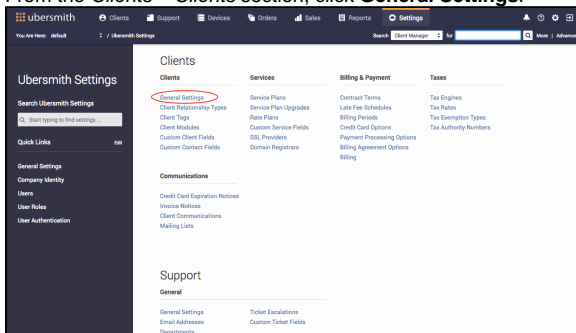 From the Clients - Clients section, click General Settings.
ubersmith
Clients
Support
Devices
Orders
Sales
Reports
Settings
You Are Here: default : / Ubersmith Settings
Search Client Manager for
More | Advance
Ubersmith Settings
Search Ubersmith Settings
Start typing to find settings ...
Quick Links
Edit
General Settings
Company Identity
Users
User Roles
User Authentication
Clients
Clients
General Settings
Client Relationship Types
Client Tags
Client Modules
Custom Client Fields
Custom Contact Fields
Services
Service Plans
Service Plan Upgrades
Rate Plans
Custom Service Fields
SSL Providers
Domain Registrars
Billing & Payment
Contract Terms
Late Fee Schedules
Billing Periods
Credit Card Options
Payment Processing Options
Billing Agreement Options
Billing
Taxes
Tax Engines
Tax Rates
Tax Exemption Types
Tax Authority Numbers
Communications
Credit Card Expiration Notices
Invoice Notices
Client Communications
Mailing Lists
Support
General
General Settings
Email Addresses
Departments
Ticket Escalations
Custom Ticket Fields